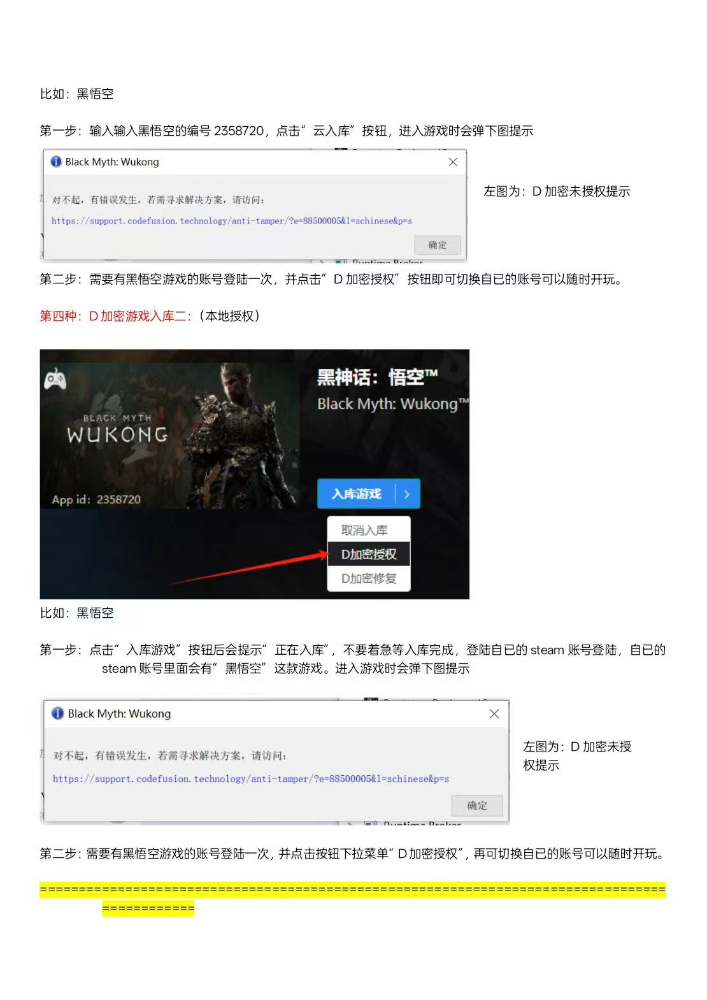 比如：黑悟空
第一步：输入输入黑悟空的编号 2358720，点击“云入库”按钮，进入游戏时会弹下图提示
Black Myth: Wukong
对不起，有错误发生，若需寻求解决方案，请访问：
https://support.codefusion.technology/anti-tamper/?e=88500005&l=schinese&p=s
确定
Runtime Broker
左图为：D 加密未授权提示
第二步：需要有黑悟空游戏的账号登陆一次，并点击“D 加密授权”按钮即可切换自已的账号可以随时开玩。
第四种：D 加密游戏入库二：（本地授权）
黑神话：悟空™
Black Myth: Wukong™
BLACK MYTH
WUKONG
App id：2358720
入库游戏
取消入库
D加密授权
D加密修复
比如：黑悟空
第一步：点击“入库游戏”按钮后会提示“正在入库”，不要着急等入库完成，登陆自已的 steam 账号登陆，自已的
steam 账号里面会有“黑悟空”这款游戏。进入游戏时会弹下图提示
Black Myth: Wukong
对不起，有错误发生，若需寻求解决方案，请访问：
https://support.codefusion.technology/anti-tamper/?e=88500005&l=schinese&p=s
确定
Runtime Broker
左图为：D 加密未授
权提示
第二步：需要有黑悟空游戏的账号登陆一次，并点击按钮下拉菜单“D 加密授权”，再可切换自已的账号可以随时开玩。